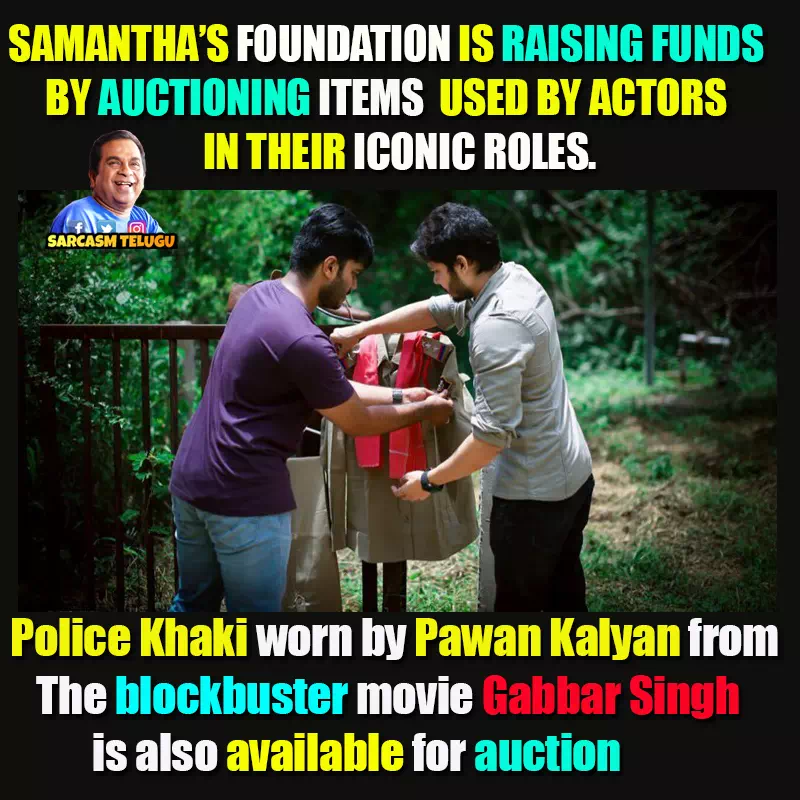 SAMANTHA'S FOUNDATION IS RAISING FUNDS
BY AUCTIONING ITEMS USED BY ACTORS
IN THEIR ICONIC ROLES.
SARCASM TELUGU
Police Khaki worn by Pawan Kalyan from
The blockbuster movie Gabbar Singh
is also available for auction